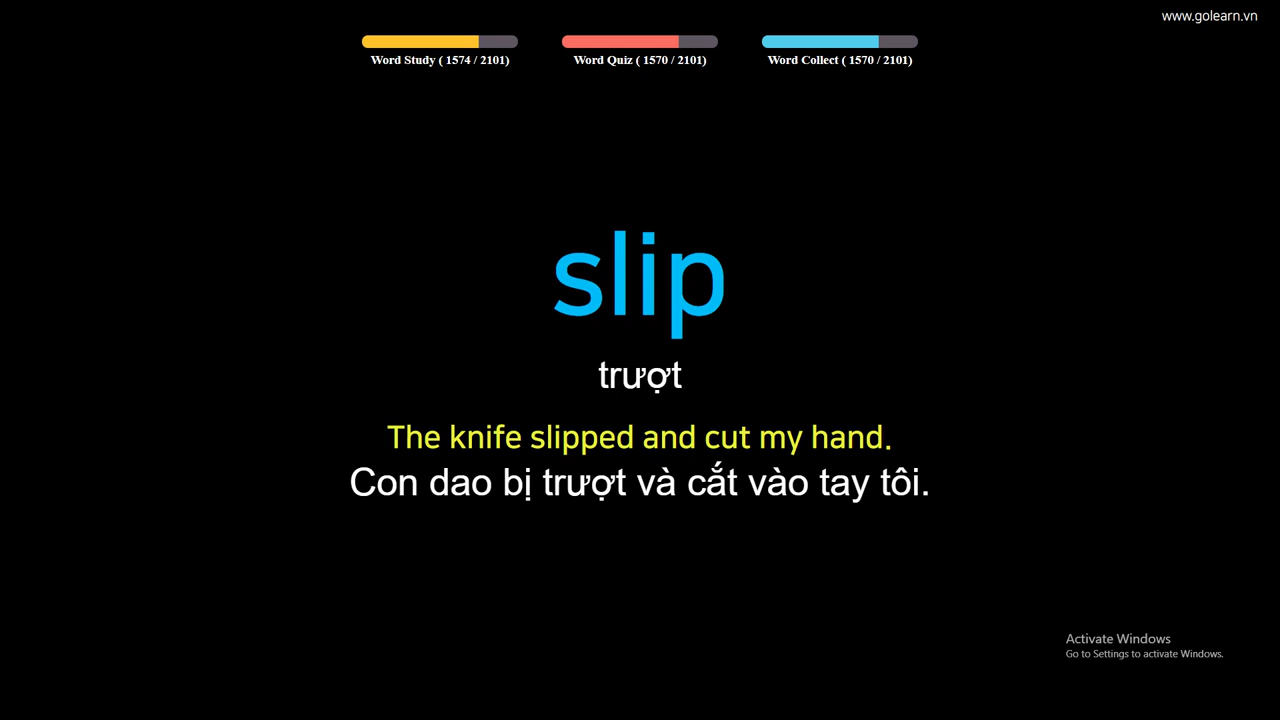 www.golearn.vn
Word Study ( 1574 / 2101)
Word Quiz ( 1570 / 2101)
Word Collect ( 1570 / 2101)
slip
trượt
The knife slipped and cut my hand.
Con dao bị trượt và cắt vào tay tôi.
Activate Windows
Go to Settings to activate Windows.